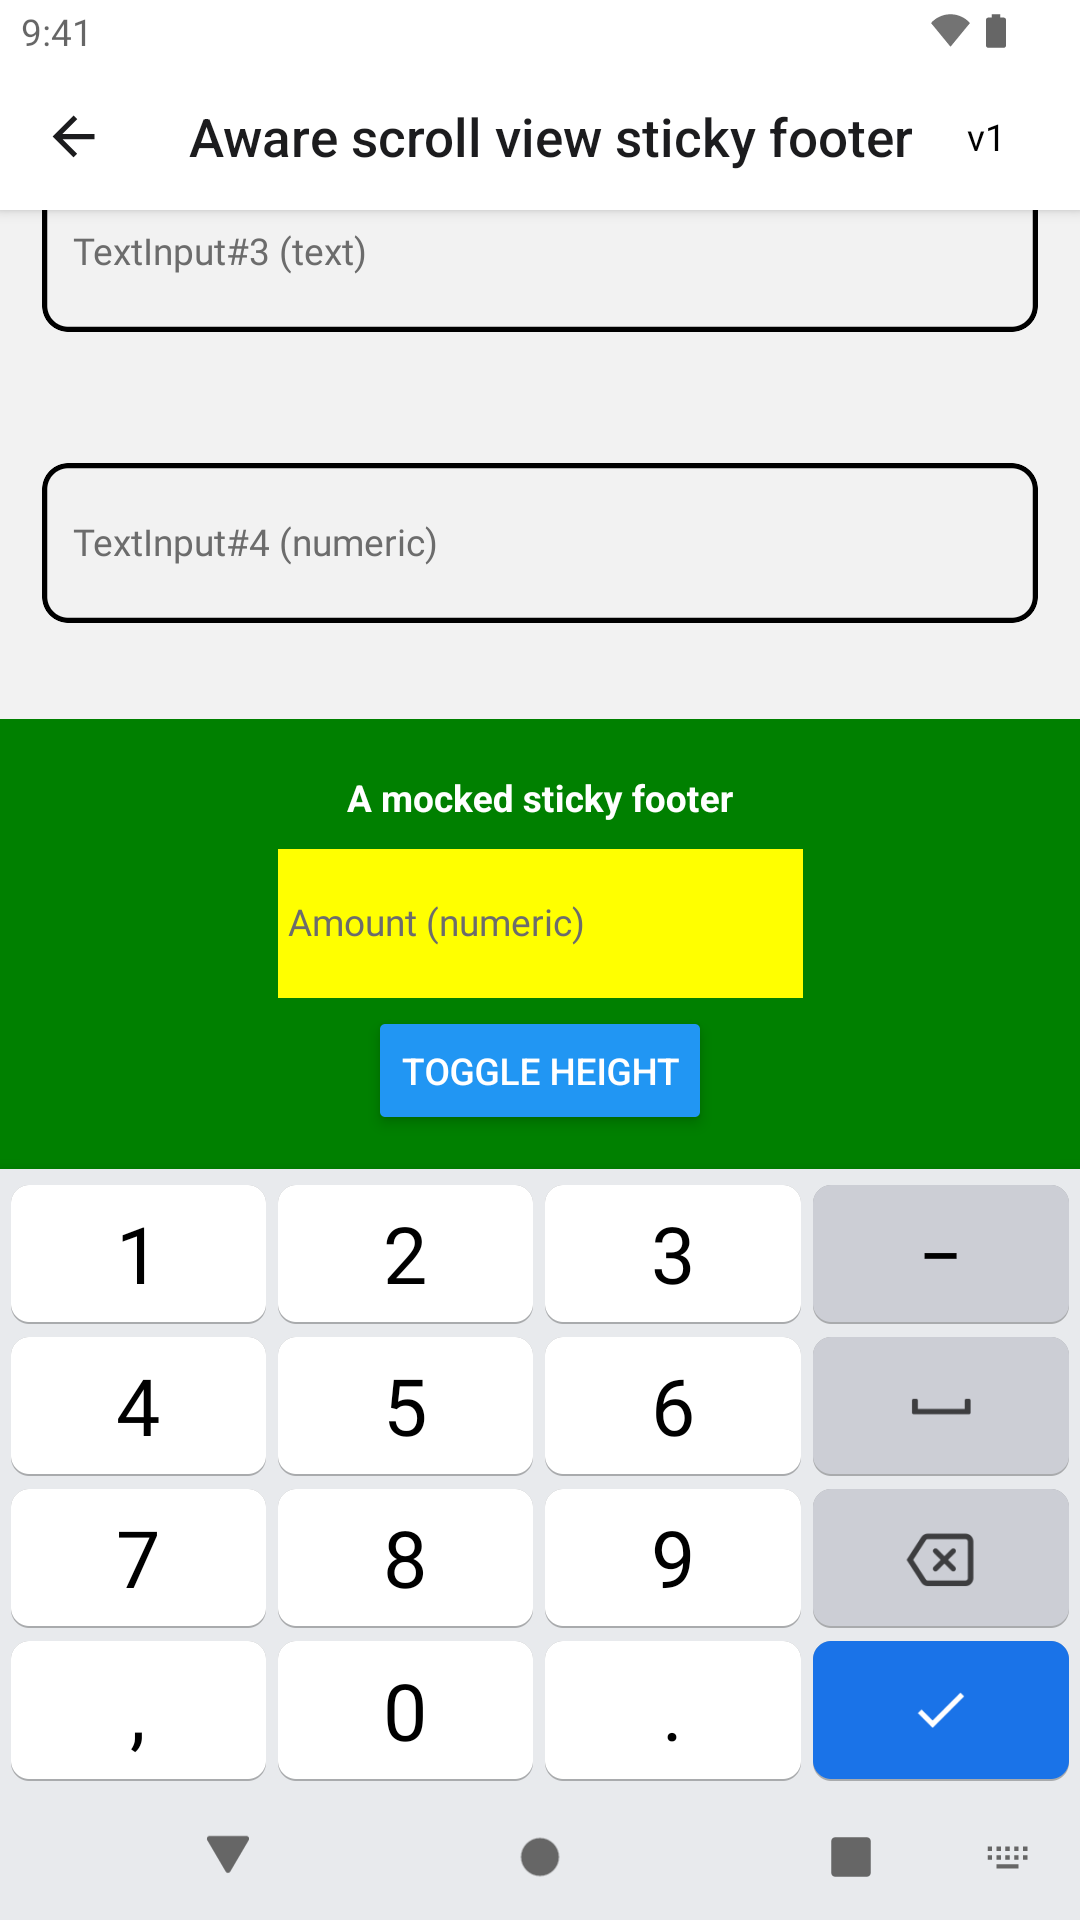 9:41
Aware scroll view sticky footer v1
TextInput#3 (text)
TextInput#4 (numeric)
A mocked sticky footer
Amount (numeric)
TOGGLE HEIGHT
1 2 3 –
4 5 6
7 8 9
, 0 .